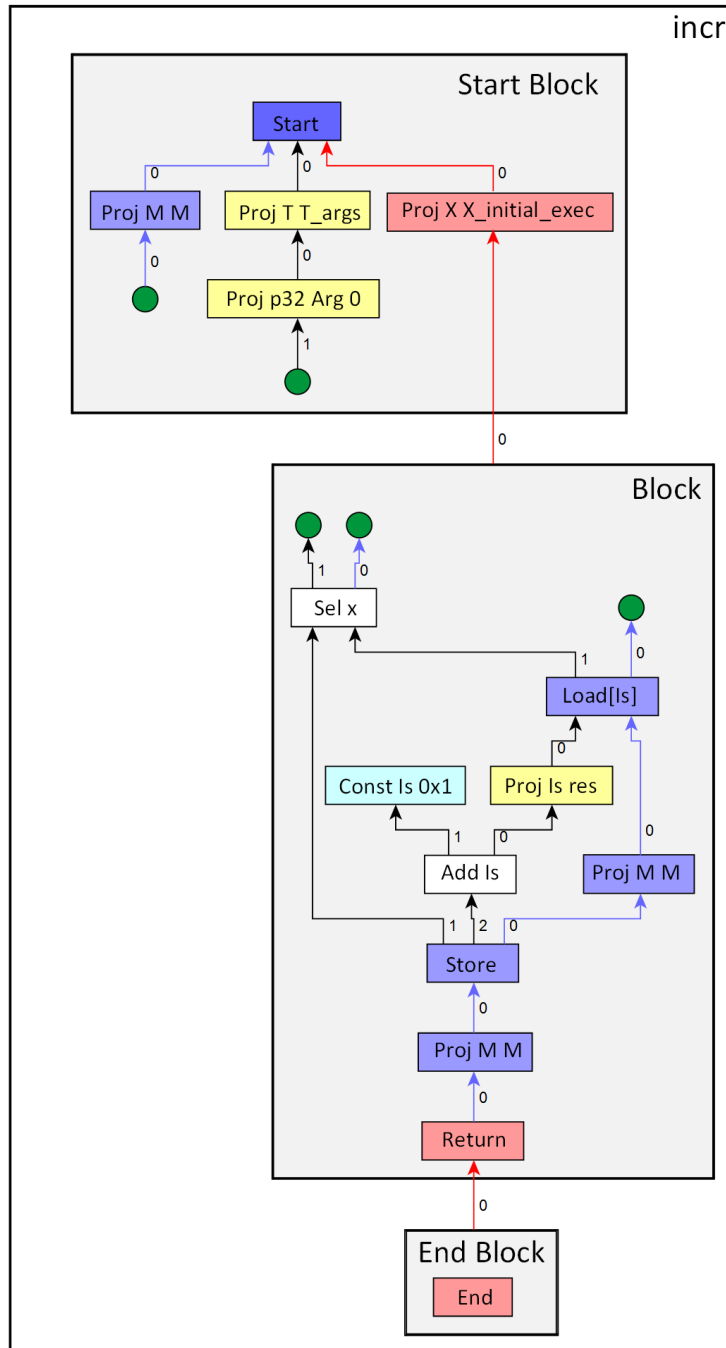 incr
Start Block
Start
0 0 0
Proj M M Proj T T_args Proj X X_initial_exec
0 0
Proj p32 Arg 0
1
0
Block
1 0
Sel x
0
1
Load[Is]
0
Const Is 0x1 Proj Is res
0
1 0
Add Is Proj M M
1 2 0
Store
0
Proj M M
0
Return
0
End Block
End